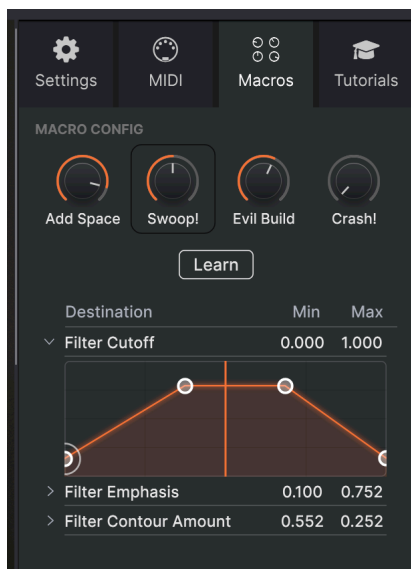 Settings MIDI Macros Tutorials
MACRO CONFIG
Add Space Swoop! Evil Build Crash!
Learn
Destination Min Max
Filter Cutoff 0.000 1.000
Filter Emphasis 0.100 0.752
Filter Contour Amount 0.552 0.252